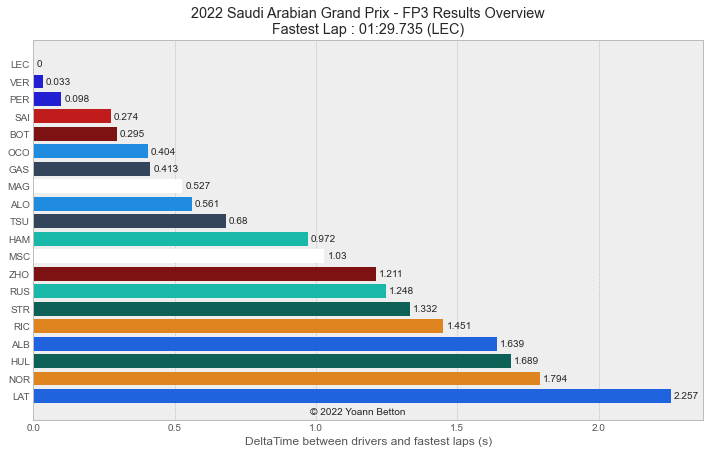 2022 Saudi Arabian Grand Prix - FP3 Results Overview
Fastest Lap : 01:29.735 (LEC)
LEC 0
VER 0.033
PER 0.098
SAI 0.274
BOT 0.295
OCO 0.404
GAS 0.413
MAG 0.527
ALO 0.561
TSU 0.68
HAM 0.972
MSC 1.03
ZHO 1.211
RUS 1.248
STR 1.332
RIC 1.451
ALB 1.639
HUL 1.689
NOR 1.794
LAT 2.257
© 2022 Yoann Betton
0.0 0.5 1.0 1.5 2.0
DeltaTime between drivers and fastest laps (s)